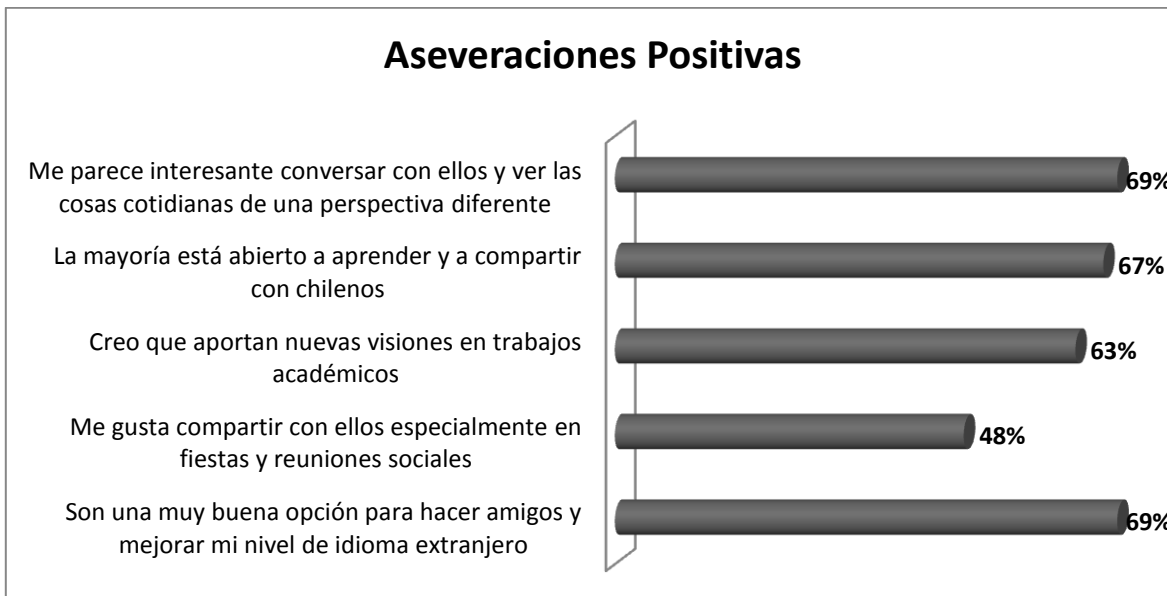 Aseveraciones Positivas
Me parece interesante conversar con ellos y ver las
cosas cotidianas de una perspectiva diferente
69%
La mayoría está abierto a aprender y a compartir
con chilenos
67%
Creo que aportan nuevas visiones en trabajos
académicos
63%
Me gusta compartir con ellos especialmente en
fiestas y reuniones sociales
48%
Son una muy buena opción para hacer amigos y
mejorar mi nivel de idioma extranjero
69%